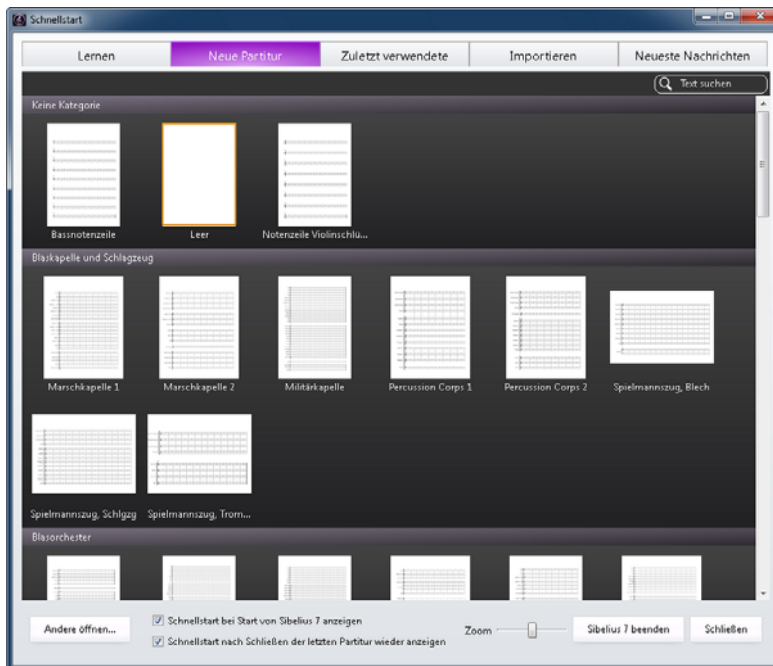 Schnellstart
Lernen Neue Partitur Zuletzt verwendete Importieren Neueste Nachrichten
Text suchen
Keine Kategorie
Bassnotenzeile Leer Notenzeile Violinschlü...
Blaskapelle und Schlagzeug
Marschkapelle 1 Marschkapelle 2 Militärkapelle Percussion Corps 1 Percussion Corps 2 Spielmannszug, Blech
Spielmannszug, Schlgzg Spielmannszug, Trom...
Blasorchester
Andere öffnen... Schnellstart bei Start von Sibelius 7 anzeigen Zoom Sibelius 7 beenden Schließen
Schnellstart nach Schließen der letzten Partitur wieder anzeigen